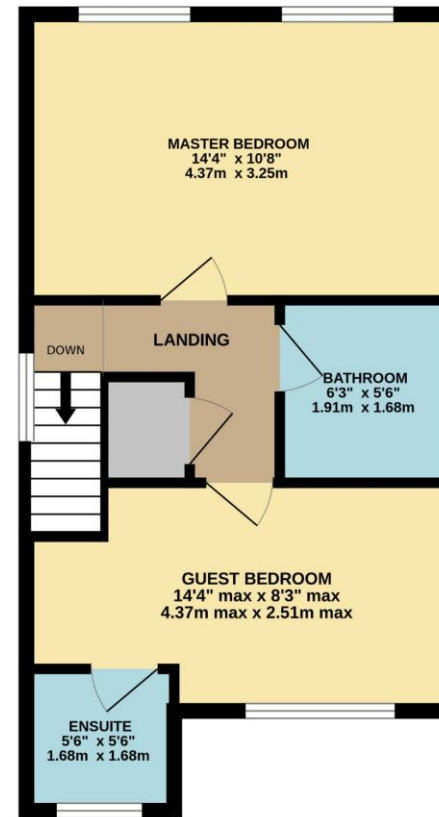 MASTER BEDROOM
14'4" x 10'8"
4.37m x 3.25m
DOWN
LANDING
BATHROOM
6'3" x 5'6"
1.91m x 1.68m
GUEST BEDROOM
14'4" max x 8'3" max
4.37m max x 2.51m max
ENSUITE
5'6" x 5'6"
1.68m x 1.68m